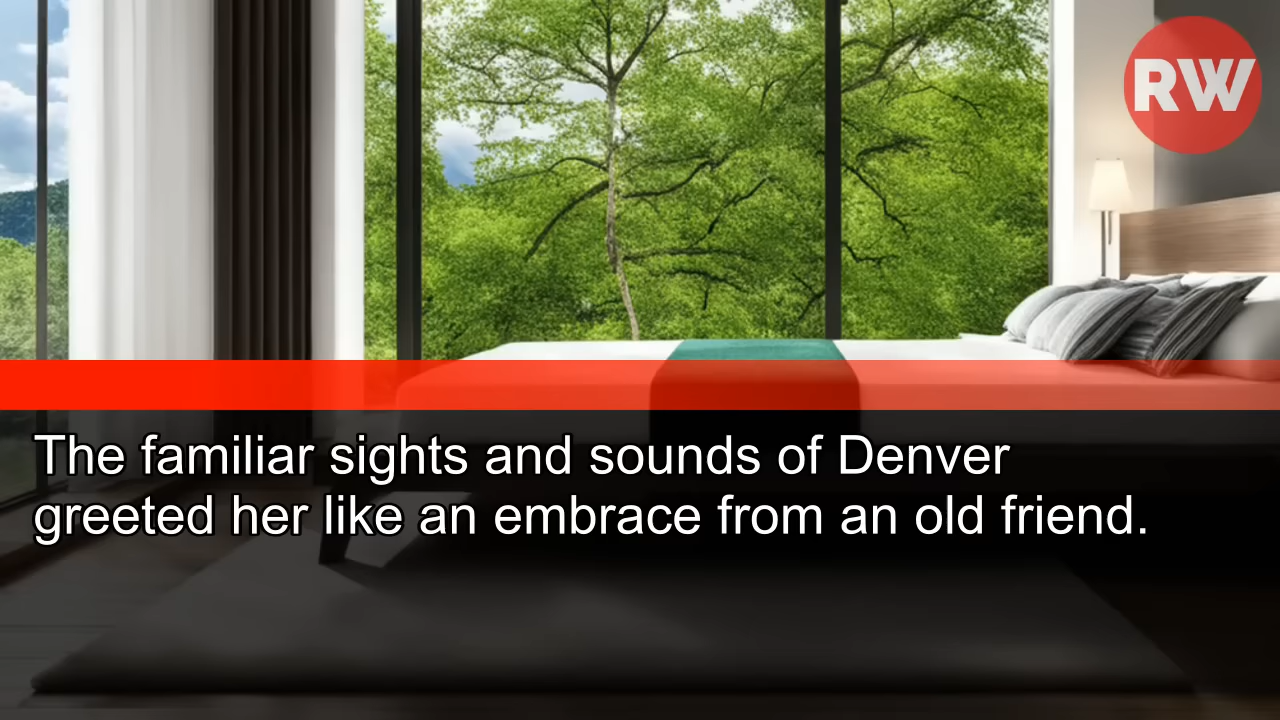 RW
The familiar sights and sounds of Denver
greeted her like an embrace from an old friend.